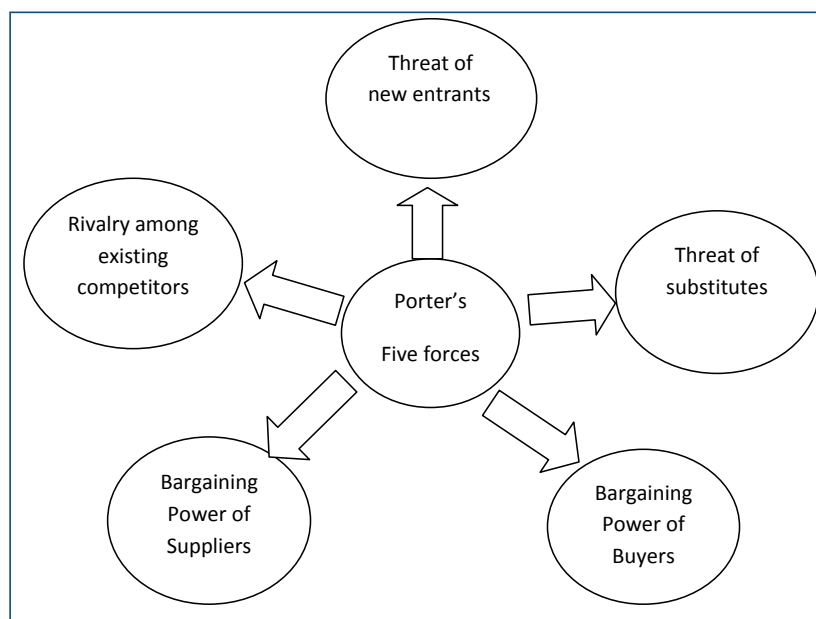 Threat of
new entrants
Rivalry among
existing
competitors
Threat of
substitutes
Porter’s
Five forces
Bargaining
Power of
Suppliers
Bargaining
Power of
Buyers